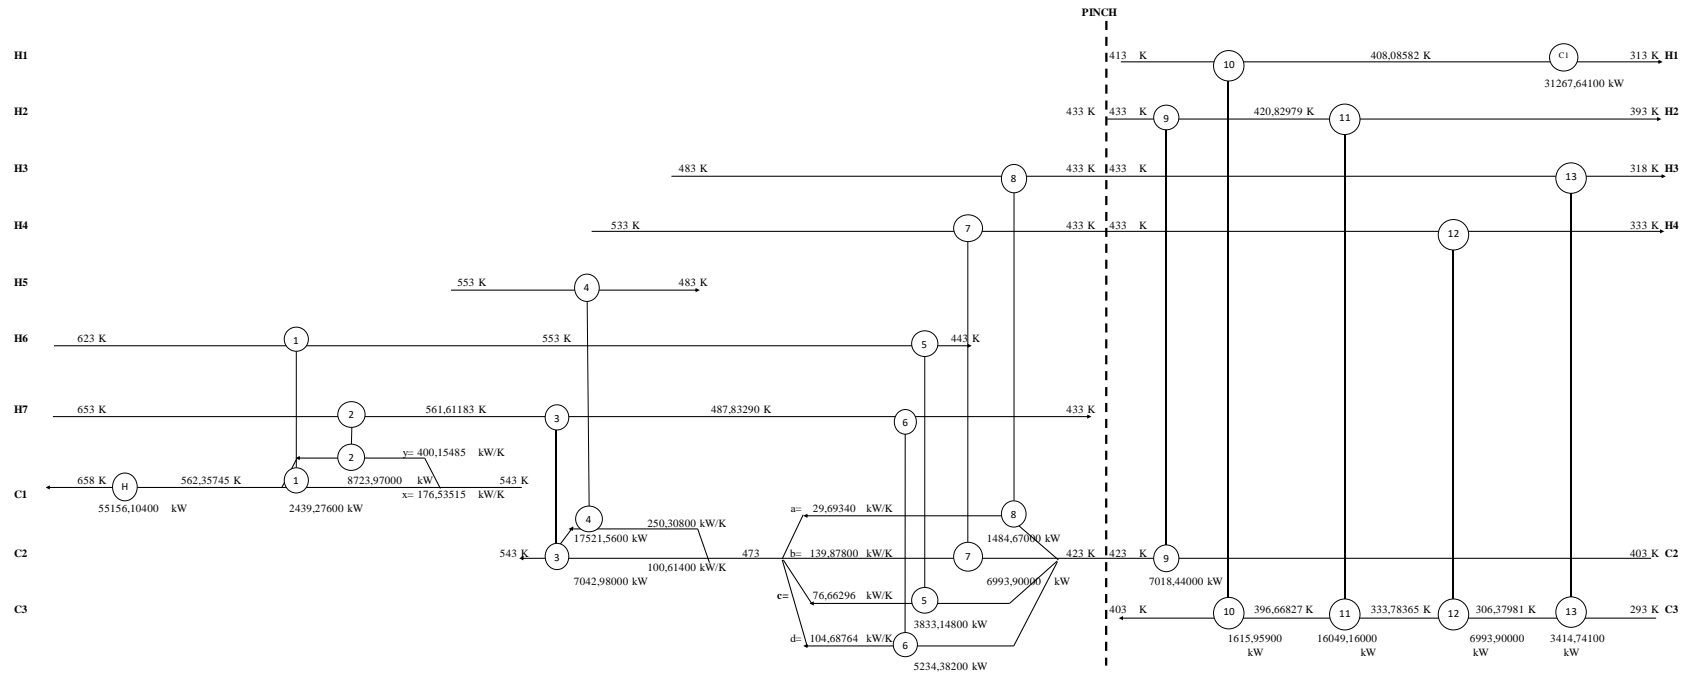 PINCH
H1
413 K
10
408,08582 K
C1
313 K
H1
31267,64100 kW
H2
433 K
433 K
9
420,82979 K
11
393 K
H2
H3
483 K
8
433 K
433 K
13
318 K
H3
H4
533 K
7
433 K
433 K
12
333 K
H4
H5
553 K
4
483 K
H6
623 K
1
553 K
5
443 K
H7
653 K
2
561,61183 K
3
487,83290 K
6
433 K
2
y= 400,15485 kW/K
C1
658 K
H
562,35745 K
1
8723,97000 kW
543 K
x= 176,53515 kW/K
55156,10400 kW
2439,27600 kW
4
250,30800 kW/K
17521,5600 kW
a= 29,69340 kW/K
8
1484,67000 kW
C2
543 K
3
473
b= 139,87800 kW/K
7
423 K
423 K
9
403 K
C2
100,61400 kW/K
7042,98000 kW
6993,90000 kW
7018,44000 kW
c=
76,66296 kW/K
5
3833,14800 kW
C3
403 K
10
396,66827 K
11
333,78365 K
12
306,37981 K
13
293 K
C3
d= 104,68764 kW/K
6
5234,38200 kW
1615,95900 kW
16049,16000 kW
6993,90000 kW
3414,74100 kW